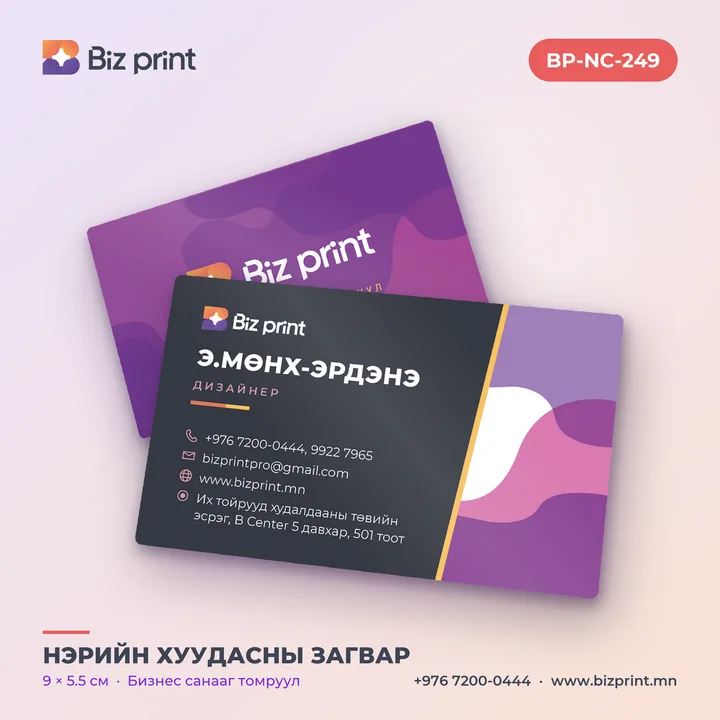 Biz print
BP-NC-249
Biz print
Biz print
Э.МӨНХ-ЭРДЭНЭ
ДИЗАЙНЕР
+976 7200-0444, 9922 7965
bizprintpro@gmail.com
www.bizprint.mn
Их тойрууд худалдааны төвийн
эсрэг, B Center 5 давхар, 501 тоот
НЭРИЙН ХУУДАСНЫ ЗАГВАР
9 × 5.5 см · Бизнес санааг томруул
+976 7200-0444 · www.bizprint.mn